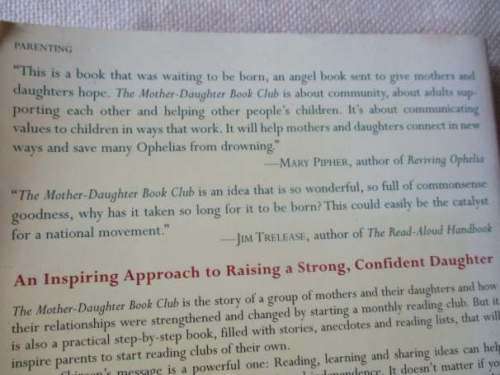 PARENTING
"This is a book that was waiting to be born, an angel book sent to give mothers and
daughters hope. The Mother-Daughter Book Club is about community, about adults sup-
porting each other and helping other people's children. It's about communicating
values to children in ways that work. It will help mothers and daughters connect in new
ways and save many Ophelias from drowning."
—MARY PIPHER, author of Reviving Ophelia
"The Mother-Daughter Book Club is an idea that is so wonderful, so full of commonsense
goodness, why has it taken so long for it to be born? This could easily be the catalyst
for a national movement."
—JIM TRELEASE, author of The Read-Aloud Handbook
An Inspiring Approach to Raising a Strong, Confident Daughter
The Mother-Daughter Book Club is the story of a group of mothers and their daughters and how
their relationships were strengthened and changed by starting a monthly reading club. But it
is also a practical step-by-step book, filled with stories, anecdotes and reading lists, that will
inspire parents to start reading clubs of their own.
message is a powerful one: Reading, learning and sharing ideas can help
independence. It doesn't matter if you